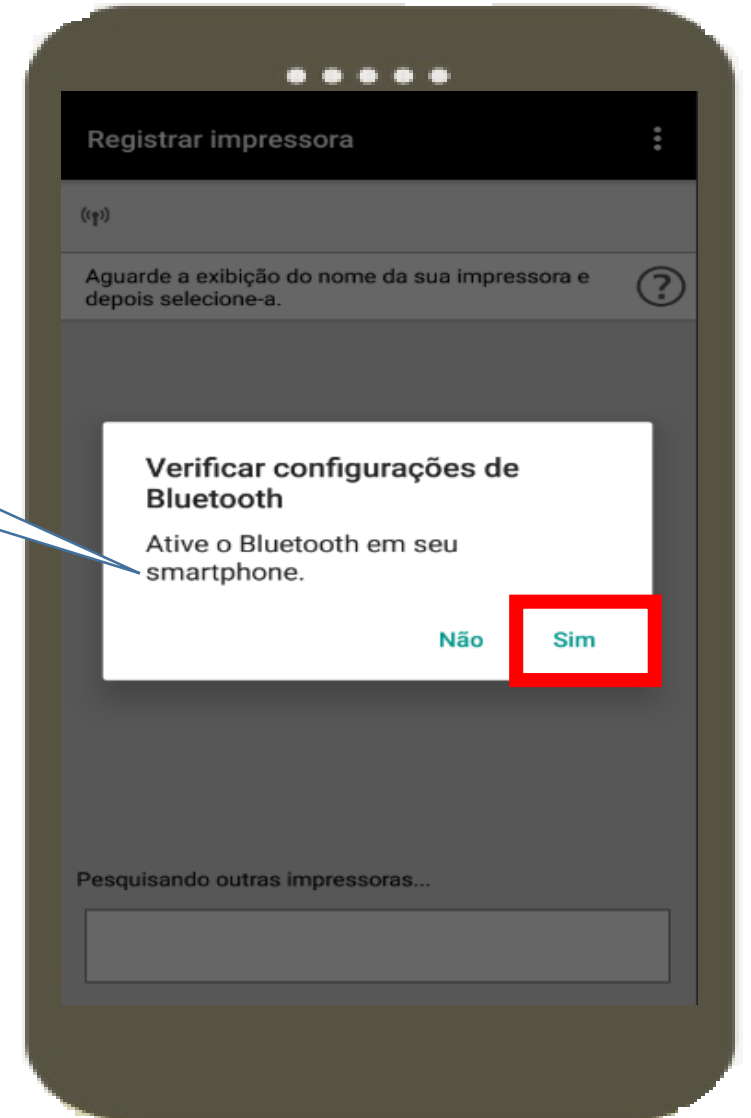 Registrar impressora
Aguarde a exibição do nome da sua impressora e
depois selecione-a.
?
Verificar configurações de
Bluetooth
Ative o Bluetooth em seu
smartphone.
Não Sim
Pesquisando outras impressoras...